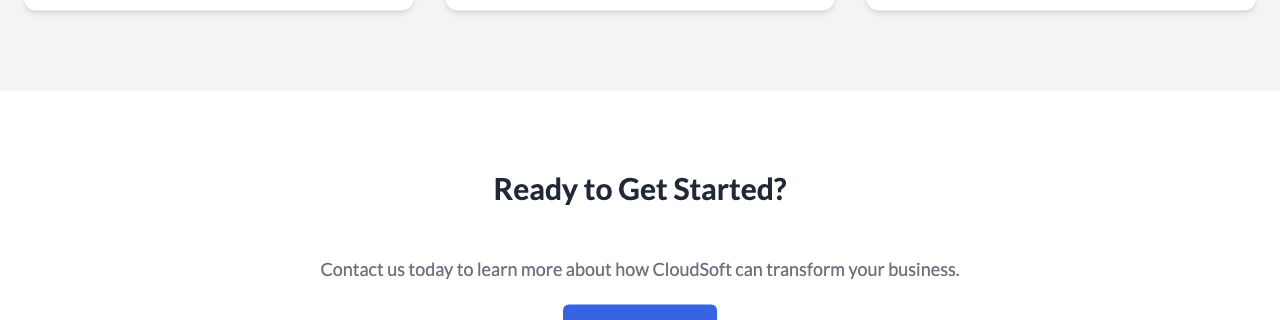 Ready to Get Started?
Contact us today to learn more about how CloudSoft can transform your business.